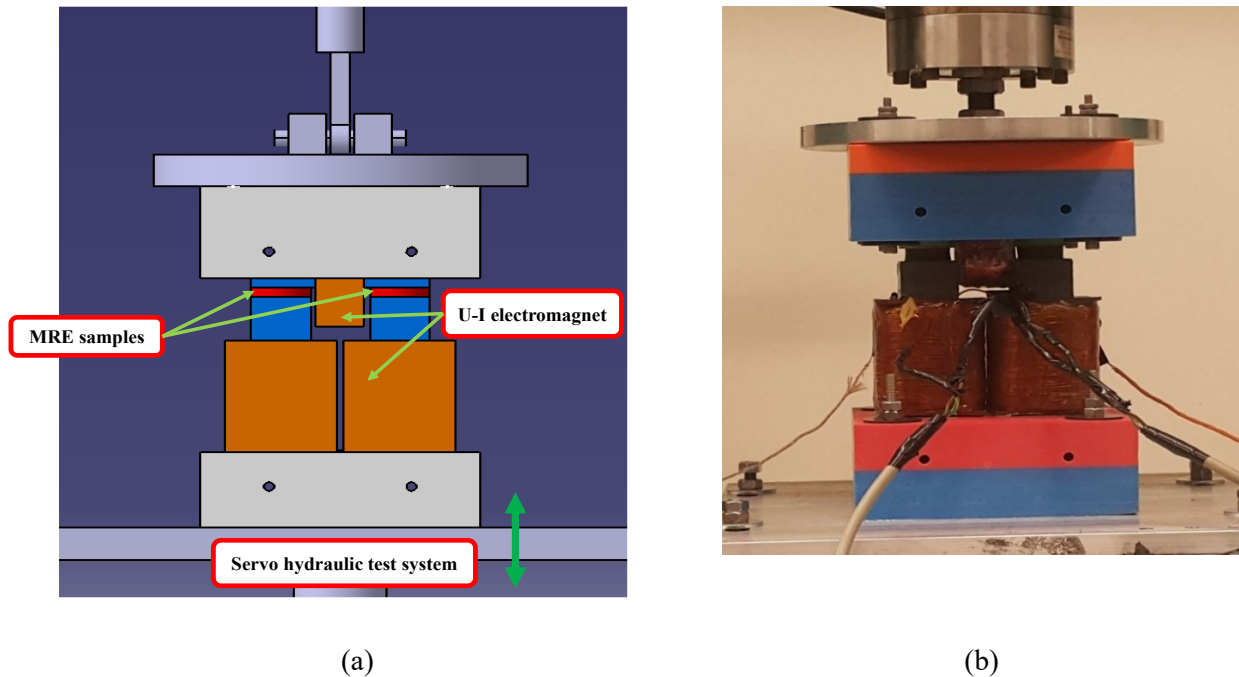 MRE samples
U-I electromagnet
Servo hydraulic test system
(a)
(b)